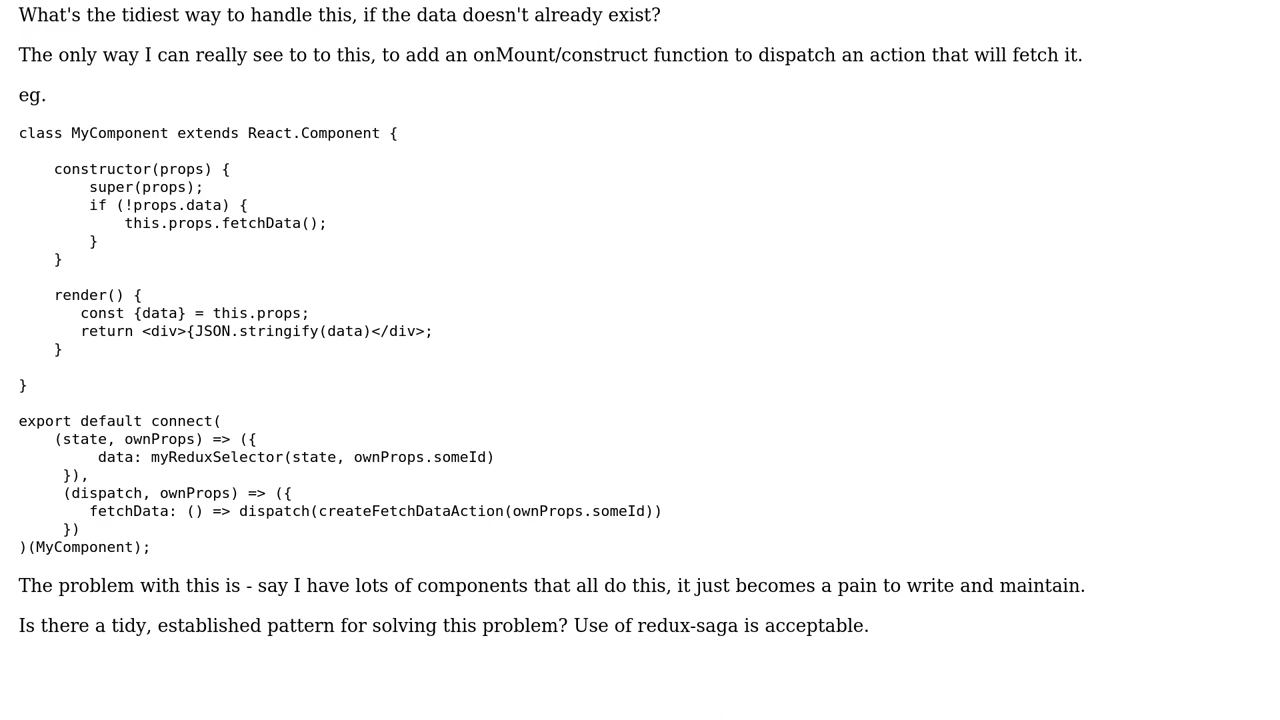 What's the tidiest way to handle this, if the data doesn't already exist?
The only way I can really see to to this, to add an onMount/construct function to dispatch an action that will fetch it.
eg.
class MyComponent extends React.Component {
    constructor(props) {
        super(props);
        if (!props.data) {
            this.props.fetchData();
        }
    }
    render() {
       const {data} = this.props;
       return <div>{JSON.stringify(data)</div>;
    }
}
export default connect(
    (state, ownProps) => ({
         data: myReduxSelector(state, ownProps.someId)
     }),
     (dispatch, ownProps) => ({
        fetchData: () => dispatch(createFetchDataAction(ownProps.someId))
     })
)(MyComponent);
The problem with this is - say I have lots of components that all do this, it just becomes a pain to write and maintain.
Is there a tidy, established pattern for solving this problem? Use of redux-saga is acceptable.